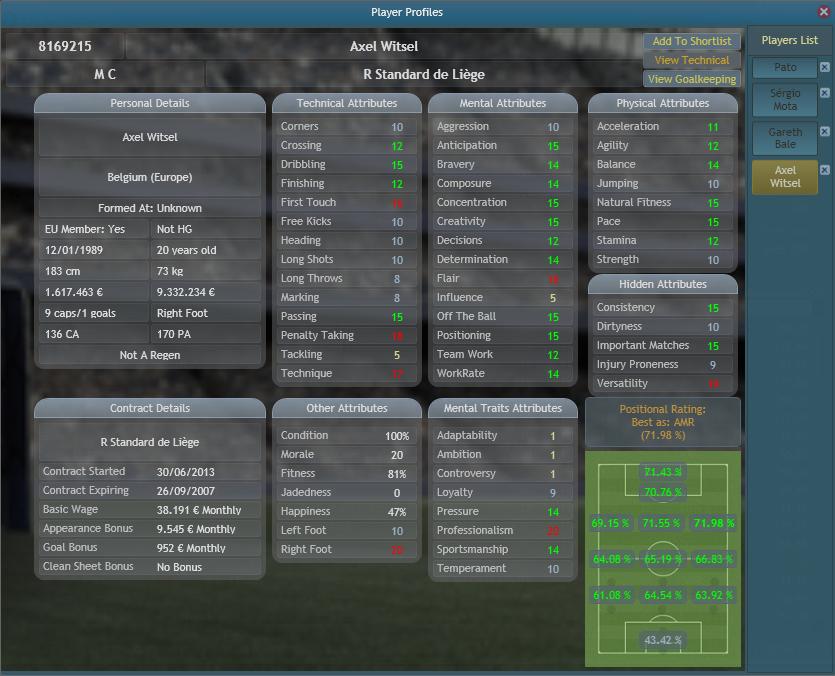 Player Profiles
8169215
Axel Witsel
Add To Shortlist
View Technical
M C
R Standard de Liège
View Goalkeeping
Players List
Pato
Sérgio
Mota
Gareth
Bale
Axel
Witsel
Personal Details
Axel Witsel
Belgium (Europe)
Formed At: Unknown
EU Member: Yes Not HG
12/01/1989 20 years old
183 cm 73 kg
1.617.463 € 9.332.234 €
9 caps/1 goals Right Foot
136 CA 170 PA
Not A Regen
Technical Attributes
Corners 10
Crossing 12
Dribbling 15
Finishing 12
First Touch
Free Kicks 10
Heading 10
Long Shots 10
Long Throws 8
Marking 8
Passing 15
Penalty Taking
Tackling 5
Technique 17
Mental Attributes
Aggression 10
Anticipation 15
Bravery 14
Composure 14
Concentration 15
Creativity 15
Decisions 12
Determination 14
Flair
Influence 5
Off The Ball 15
Positioning 15
Team Work 12
WorkRate 14
Physical Attributes
Acceleration 11
Agility 12
Balance 14
Jumping 10
Natural Fitness 15
Pace 15
Stamina 12
Strength 10
Hidden Attributes
Consistency 15
Dirtyness 10
Important Matches 15
Injury Proneness 9
Versatility
Contract Details
R Standard de Liège
Contract Started 30/06/2013
Contract Expiring 26/09/2007
Basic Wage 38.191 € Monthly
Appearance Bonus 9.545 € Monthly
Goal Bonus 952 € Monthly
Clean Sheet Bonus No Bonus
Other Attributes
Condition 100%
Morale 20
Fitness 81%
Jadedness 0
Happiness 47%
Left Foot 10
Right Foot 20
Mental Traits Attributes
Adaptability 1
Ambition 1
Controversy 1
Loyalty 9
Pressure 14
Professionalism 20
Sportsmanship 14
Temperament 10
Positional Rating:
Best as: AMR
(71.98 %)
71.43 %
70.76 %
69.15 % 71.55 % 71.98 %
64.08 % 65.19 % 66.83 %
61.08 % 64.54 % 63.92 %
43.42 %